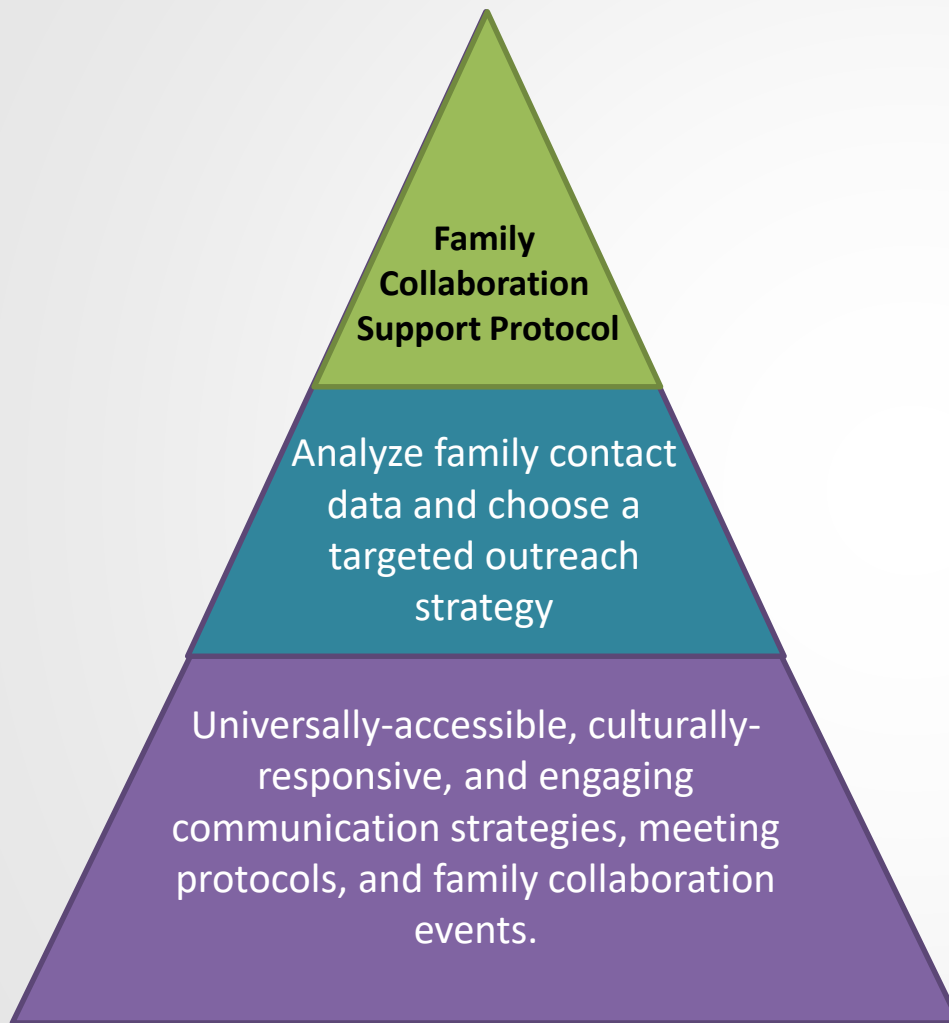 Family
Collaboration
Support Protocol
Analyze family contact
data and choose a
targeted outreach
strategy
Universally-accessible, culturally-
responsive, and engaging
communication strategies, meeting
protocols, and family collaboration
events.